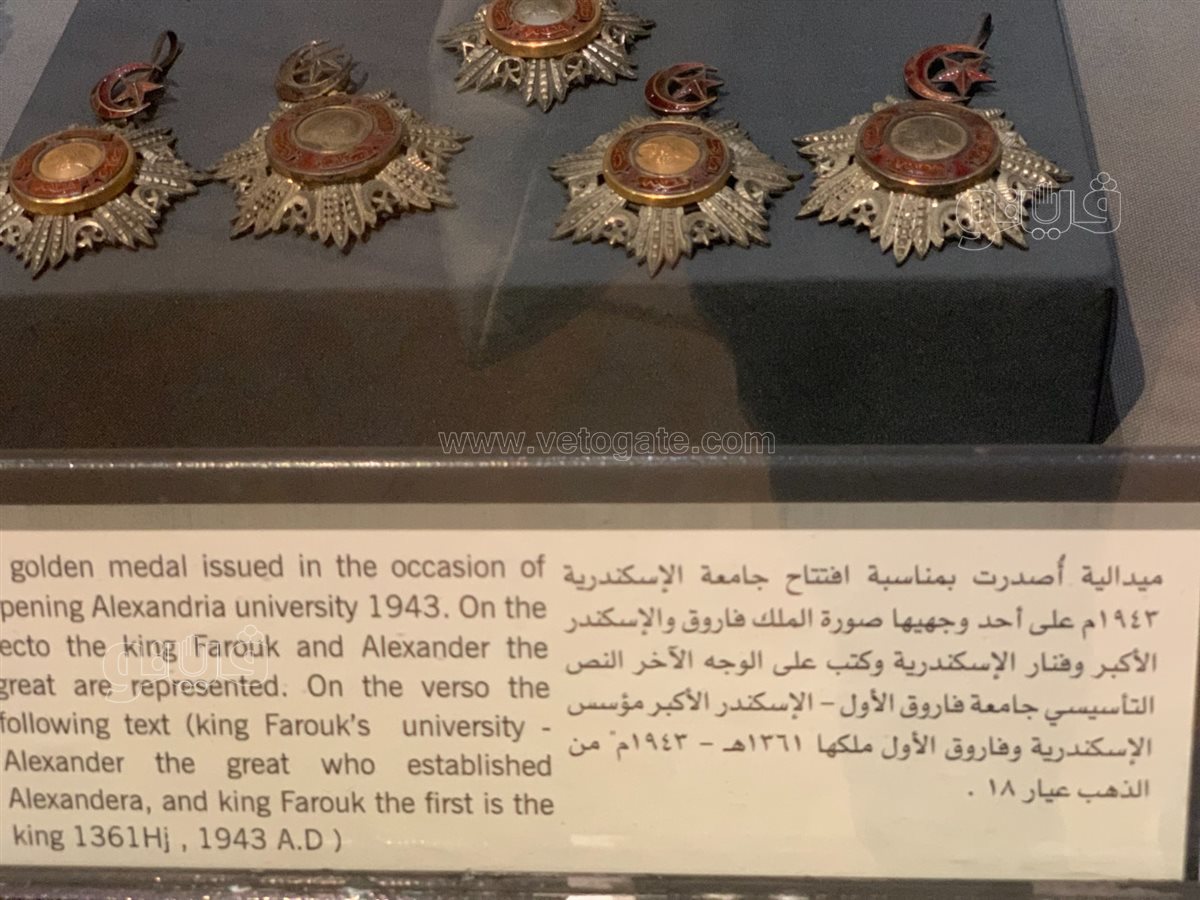 فيتو
www.vetogate.com
golden medal issued in the occasion of
pening Alexandria university 1943. On the
ecto the king Farouk and Alexander the
great are represented. On the verso the
following text (king Farouk's university -
Alexander the great who established
Alexandera, and king Farouk the first is the
king 1361Hj , 1943 A.D )
ميدالية أُصدرت بمناسبة افتتاح جامعة الإسكندرية
١٩٤٣م على أحد وجهيها صورة الملك فاروق والإسكندر
الأكبر وفنار الإسكندرية وكتب على الوجه الآخر النص
التأسيسي جامعة فاروق الأول – الإسكندر الأكبر مؤسس
الإسكندرية وفاروق الأول ملكها ١٣٦١هـ – ١٩٤٣م" من
الذهب عيار ١٨ .
فيتو